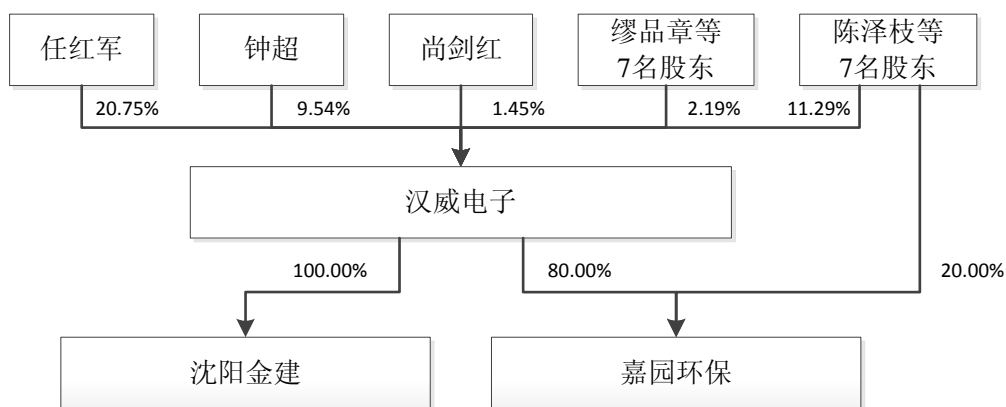 任红军
钟超
尚剑红
缪品章等
7名股东
陈泽枝等
7名股东
20.75%
9.54%
1.45%
2.19%
11.29%
汉威电子
100.00%
80.00%
20.00%
沈阳金建
嘉园环保